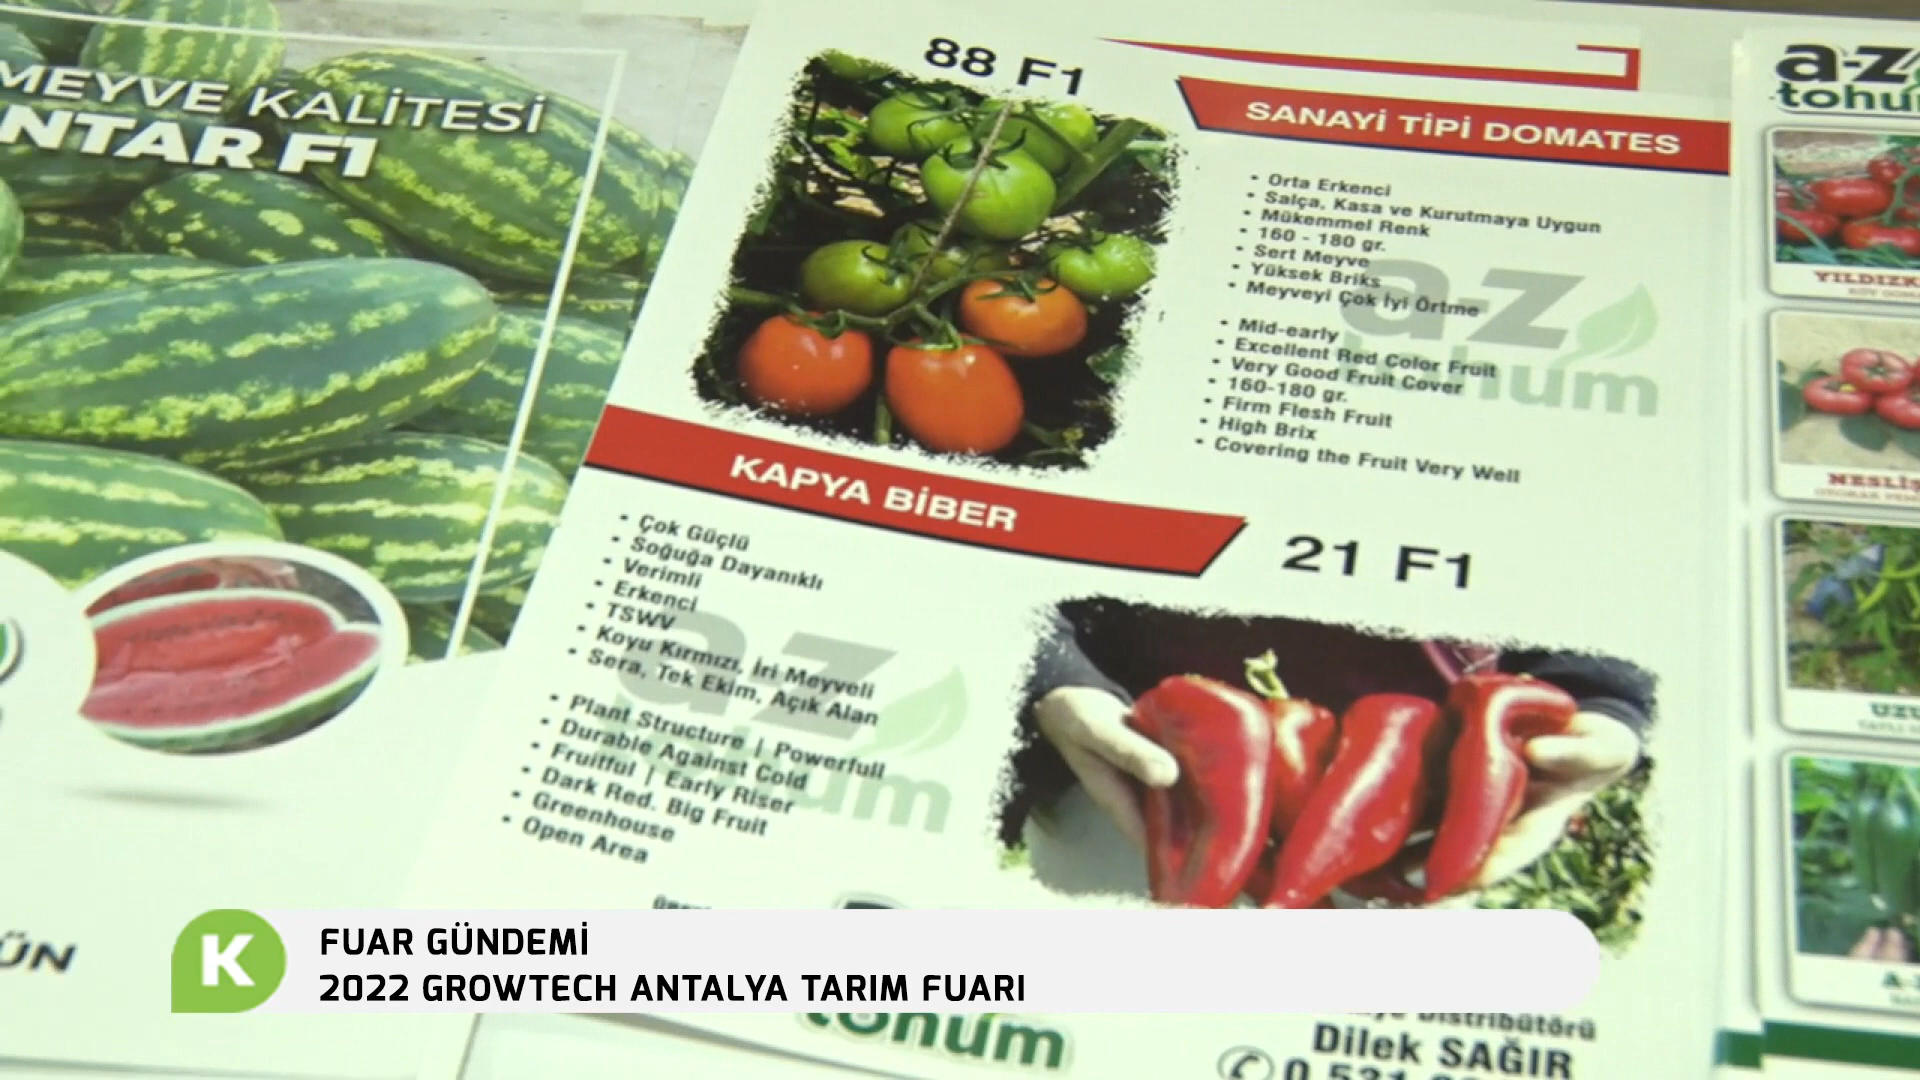 MEYVE KALİTESİ
NTAR F1
ÜN
88 F1
SANAYİ TİPİ DOMATES
• Orta Erkenci
• Salça, Kasa ve Kurutmaya Uygun
• Mükemmel Renk
• 160 - 180 gr.
• Sert Meyve
• Yüksek Briks
• Meyveyi Çok İyi Örtme
• Mid-early
• Excellent Red Color Fruit
• Very Good Fruit Cover
• 160-180 gr.
• Firm Flesh Fruit
• High Brix
• Covering the Fruit Very Well
a-z
tohum
KAPYA BİBER
21 F1
• Çok Güçlü
• Soğuğa Dayanıklı
• Verimli
• Erkenci
• TSWV
• Koyu Kırmızı, İri Meyveli
• Sera, Tek Ekim, Açık Alan
• Plant Structure | Powerfull
• Durable Against Cold
• Fruitful | Early Riser
• Dark Red. Big Fruit
• Greenhouse
• Open Area
a-z
tohum
tohum
Distribütörü
Dilek SAĞIR
0 531
a-z
tohu
YILDIZK
NESLİŞ
UZU
K
FUAR GÜNDEMİ
2022 GROWTECH ANTALYA TARIM FUARI